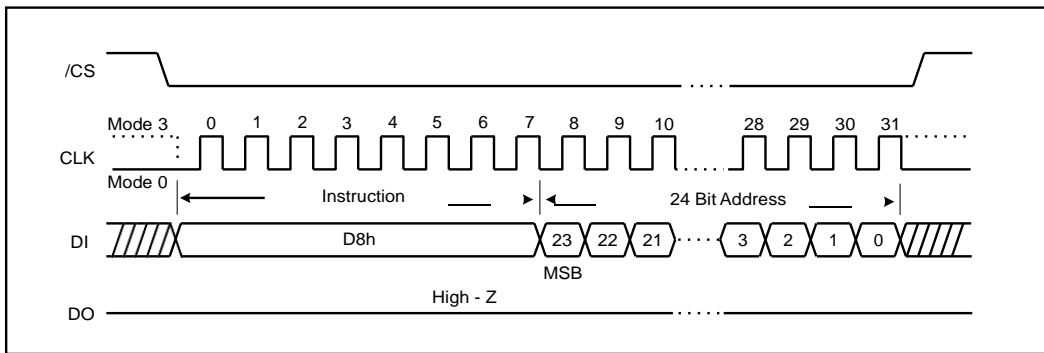 /CS
Mode 3 0 1 2 3 4 5 6 7 8 9 10 28 29 30 31
CLK
Mode 0
Instruction 24 Bit Address
DI D8h 23 22 21 3 2 1 0
MSB
High - Z
DO